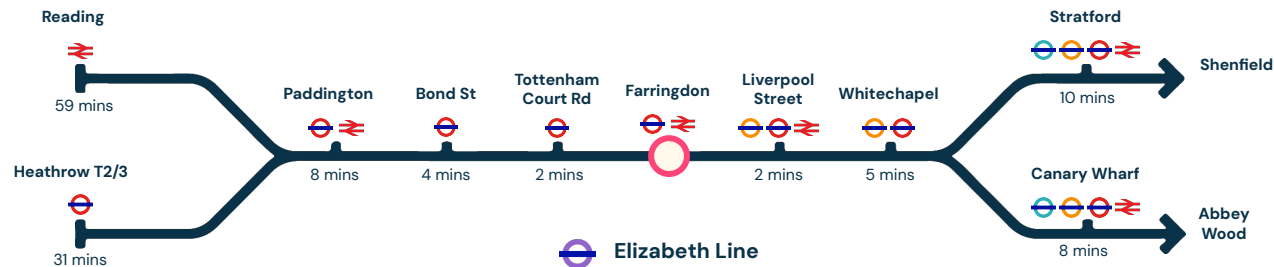 Reading
59 mins
Heathrow T2/3
31 mins
Paddington
8 mins
Bond St
4 mins
Tottenham
Court Rd
2 mins
Farringdon
Liverpool
Street
2 mins
Whitechapel
5 mins
Stratford
10 mins
Shenfield
Canary Wharf
8 mins
Abbey
Wood
Elizabeth Line